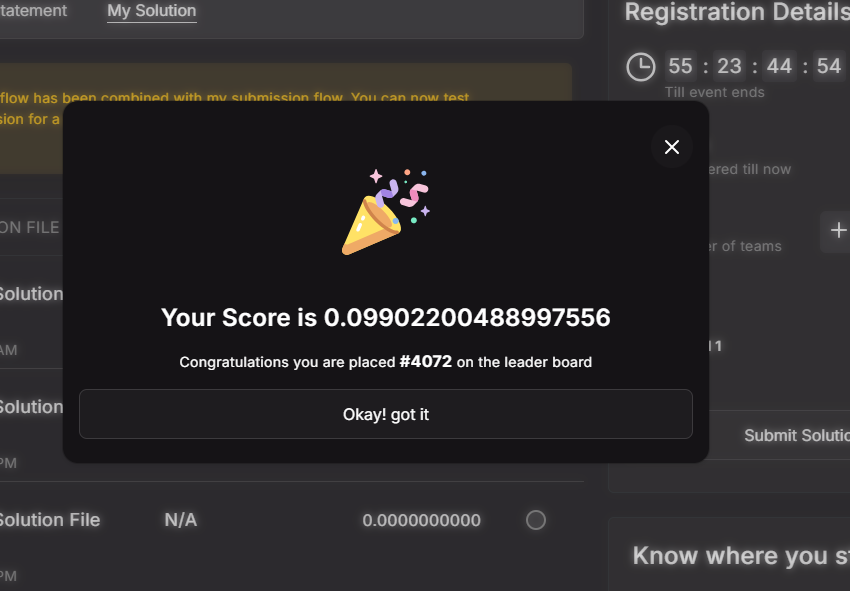 tatement My Solution
Registration Details
55 : 23 : 44 : 54
Till event ends
flow has been combined with my submission flow. You can now test
sion for a
ered till now
ON FILE
er of teams
Your Score is 0.09902200488997556
Congratulations you are placed #4072 on the leader board
Okay! got it
Solution
AM
11
Solution
PM
Submit Solutio
Solution File N/A 0.0000000000
PM
Know where you st